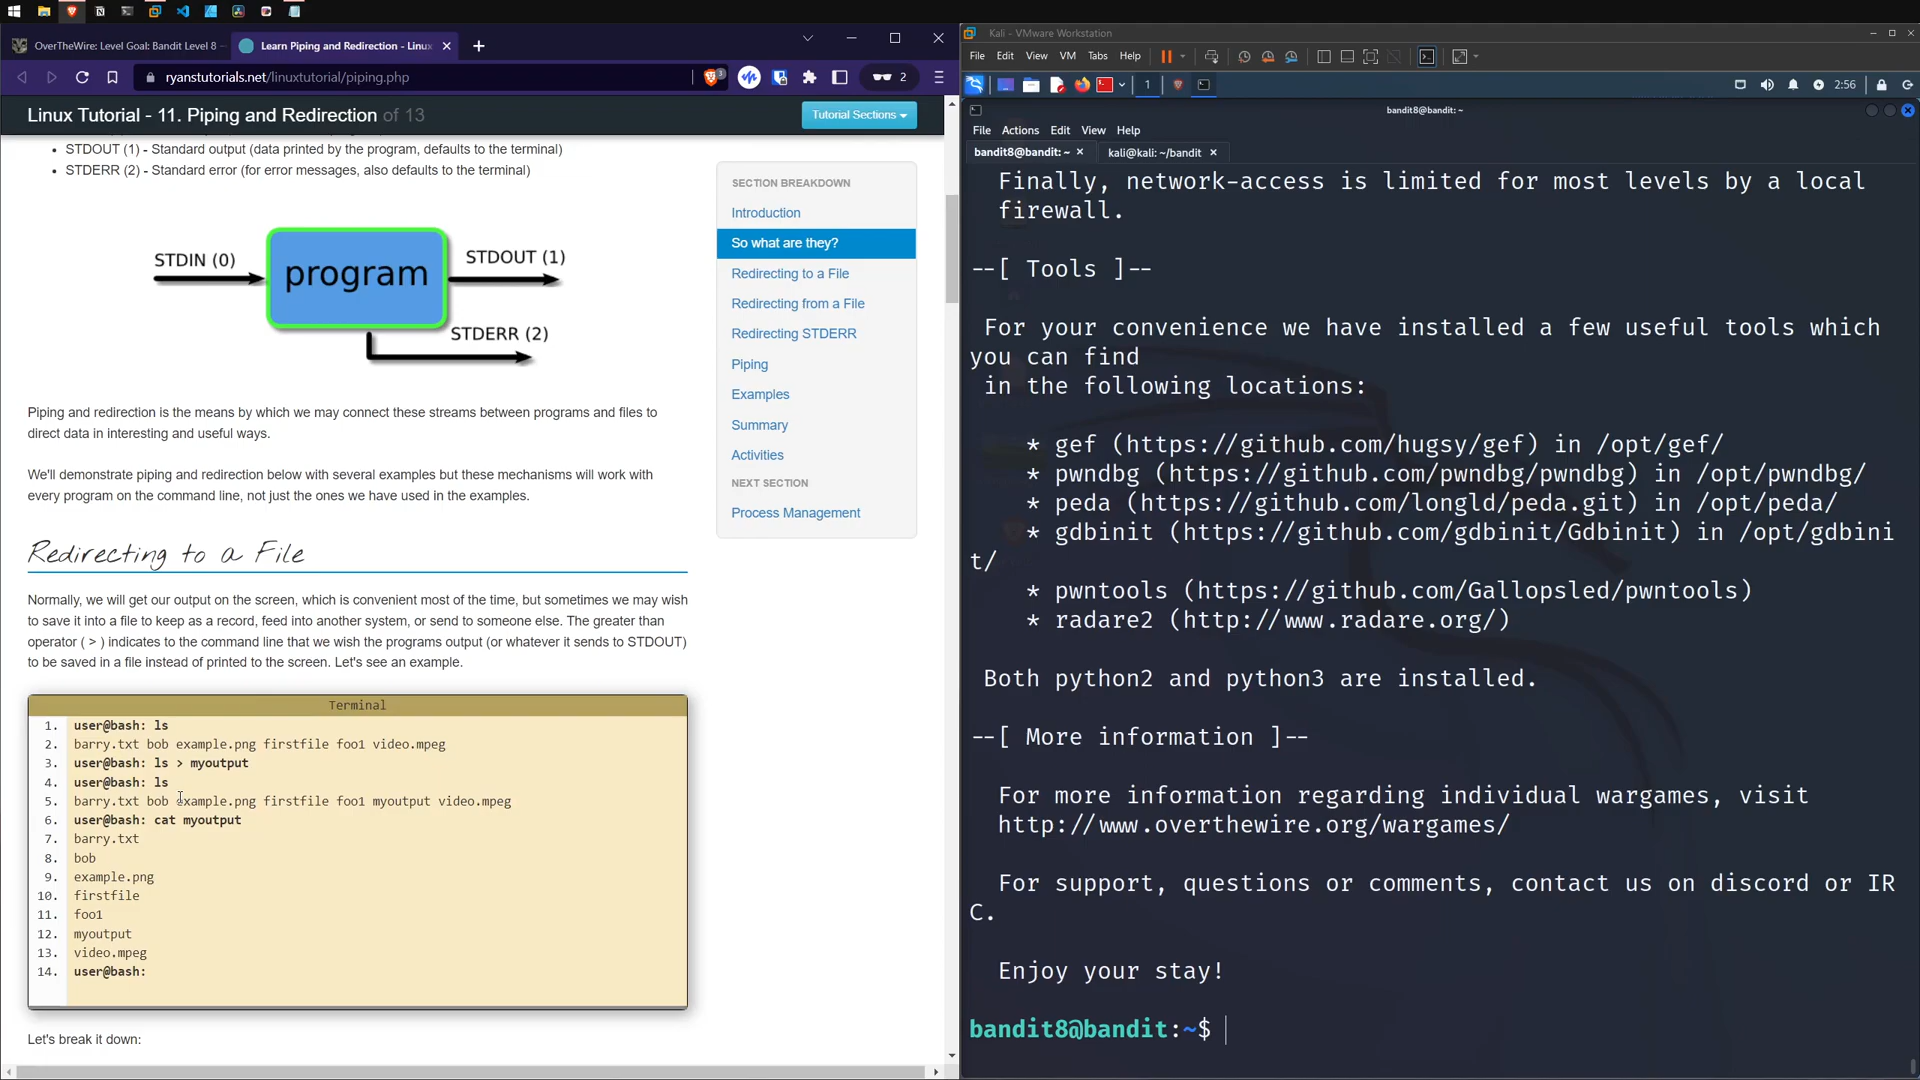 OverTheWire: Level Goal: Bandit Level 8
Learn Piping and Redirection - Linux
ryanstutorials.net/linuxtutorial/piping.php
3
2
Linux Tutorial - 11. Piping and Redirection of 13
Tutorial Sections
STDOUT (1) - Standard output (data printed by the program, defaults to the terminal)
STDERR (2) - Standard error (for error messages, also defaults to the terminal)
STDIN (0)
program
STDOUT (1)
STDERR (2)
Piping and redirection is the means by which we may connect these streams between programs and files to
direct data in interesting and useful ways.
We'll demonstrate piping and redirection below with several examples but these mechanisms will work with
every program on the command line, not just the ones we have used in the examples.
Redirecting to a File
Normally, we will get our output on the screen, which is convenient most of the time, but sometimes we may wish
to save it into a file to keep as a record, feed into another system, or send to someone else. The greater than
operator ( > ) indicates to the command line that we wish the programs output (or whatever it sends to STDOUT)
to be saved in a file instead of printed to the screen. Let's see an example.
Terminal
1. user@bash: ls
2. barry.txt bob example.png firstfile foo1 video.mpeg
3. user@bash: ls > myoutput
4. user@bash: ls
5. barry.txt bob example.png firstfile foo1 myoutput video.mpeg
6. user@bash: cat myoutput
7. barry.txt
8. bob
9. example.png
10. firstfile
11. foo1
12. myoutput
13. video.mpeg
14. user@bash:
Let's break it down:
SECTION BREAKDOWN
Introduction
So what are they?
Redirecting to a File
Redirecting from a File
Redirecting STDERR
Piping
Examples
Summary
Activities
NEXT SECTION
Process Management
Kali - VMware Workstation
File Edit View VM Tabs Help
1
2:56
bandit8@bandit: ~
File Actions Edit View Help
bandit8@bandit: ~
kali@kali: ~/bandit
Finally, network-access is limited for most levels by a local
firewall.
--[ Tools ]--
For your convenience we have installed a few useful tools which
you can find
in the following locations:
* gef (https://github.com/hugsy/gef) in /opt/gef/
* pwndbg (https://github.com/pwndbg/pwndbg) in /opt/pwndbg/
* peda (https://github.com/longld/peda.git) in /opt/peda/
* gdbinit (https://github.com/gdbinit/Gdbinit) in /opt/gdbini
t/
* pwntools (https://github.com/Gallopsled/pwntools)
* radare2 (http://www.radare.org/)
Both python2 and python3 are installed.
--[ More information ]--
For more information regarding individual wargames, visit
http://www.overthewire.org/wargames/
For support, questions or comments, contact us on discord or IR
C.
Enjoy your stay!
bandit8@bandit:~$